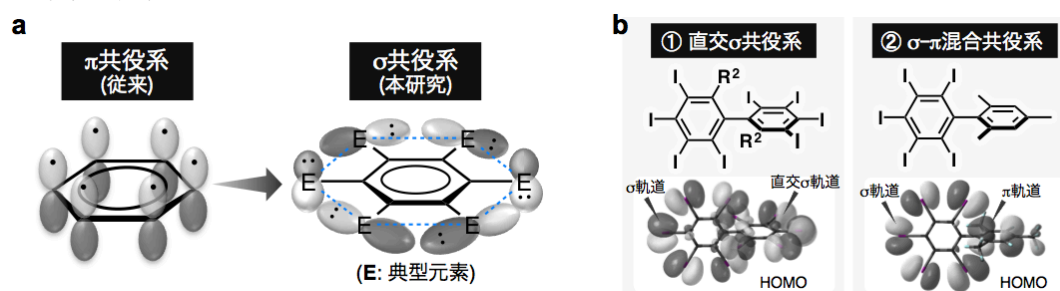 a
π共役系
(従来)
σ共役系
(本研究)
E
E
E
E
E
E
(E: 典型元素)
b
① 直交σ共役系
I
R²
I
I
I
I
I
I
R²
I
I
σ軌道
直交σ軌道
HOMO
② σ−π混合共役系
I
I
I
I
I
σ軌道
π軌道
HOMO